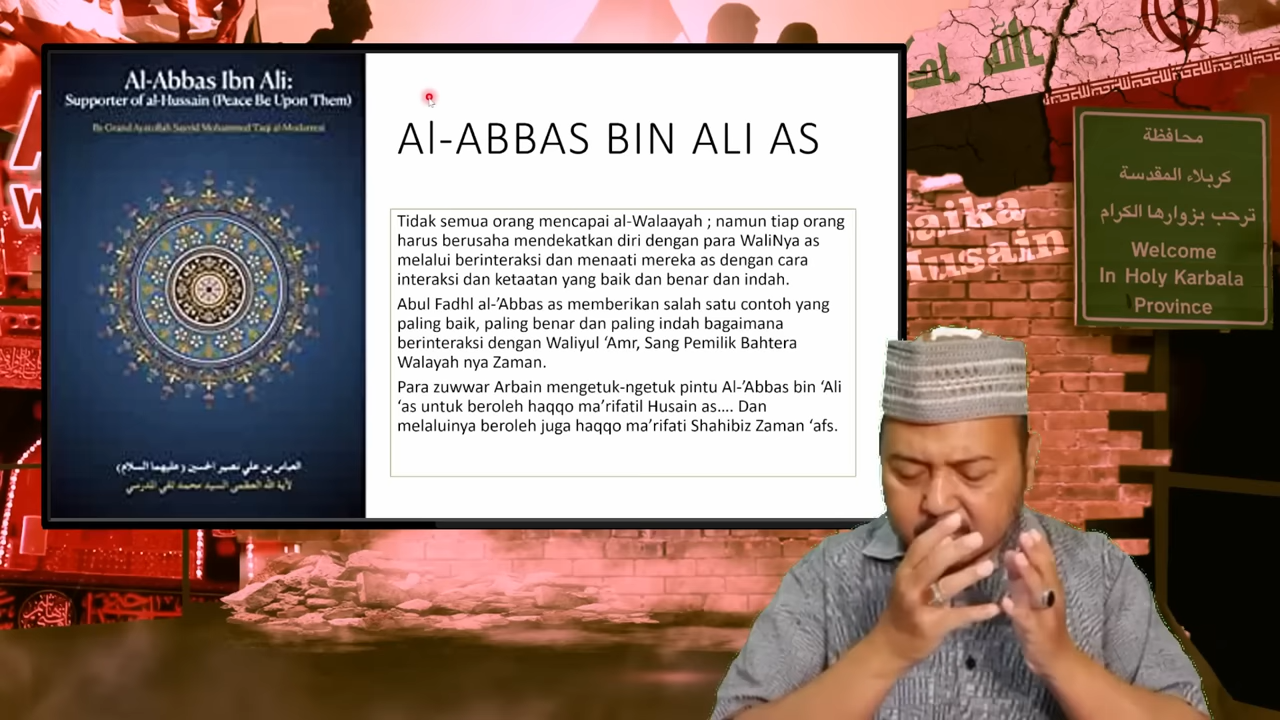 Al-Abbas Ibn Ali:
Supporter of al-Hussain (Peace Be Upon Them)
By Grand Ayatollah Sayyid Mohammed Taqi al-Modarresi
العباس بن علي نصير الحسين (عليهما السلام)
لآية الله العظمى السيد محمد تقي المدرسي
Al-ABBAS BIN ALI AS
Tidak semua orang mencapai al-Walaayah ; namun tiap orang
harus berusaha mendekatkan diri dengan para WaliNya as
melalui berinteraksi dan menaati mereka as dengan cara
interaksi dan ketaatan yang baik dan benar dan indah.
Abul Fadhl al-’Abbas as memberikan salah satu contoh yang
paling baik, paling benar dan paling indah bagaimana
berinteraksi dengan Waliyul ‘Amr, Sang Pemilik Bahtera
Walayah nya Zaman.
Para zuwwar Arbain mengetuk-ngetuk pintu Al-’Abbas bin ‘Ali
‘as untuk beroleh haqqo ma’rifatil Husain as…. Dan
melaluinya beroleh juga haqqo ma’rifati Shahibiz Zaman ‘afs.
الله
محافظة
كربلاء المقدسة
ترحب بزوارها الكرام
Welcome
In Holy Karbala
Province